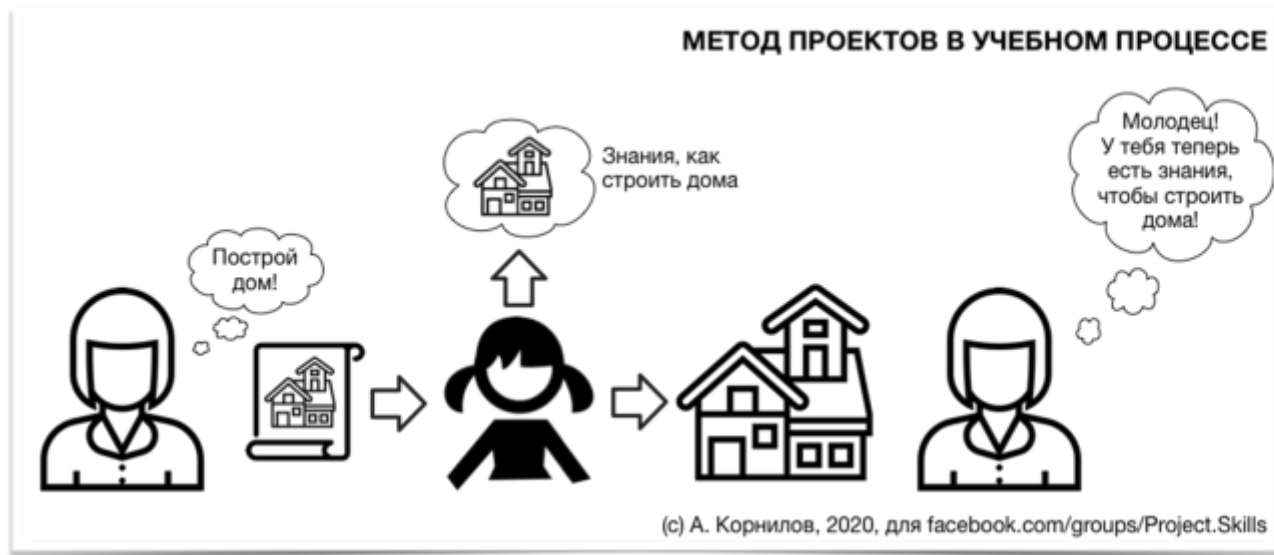 МЕТОД ПРОЕКТОВ В УЧЕБНОМ ПРОЦЕССЕ
Построй
дом!
Знания, как
строить дома
Молодец!
У тебя теперь
есть знания,
чтобы строить
дома!
(с) А. Корнилов, 2020, для facebook.com/groups/Project.Skills